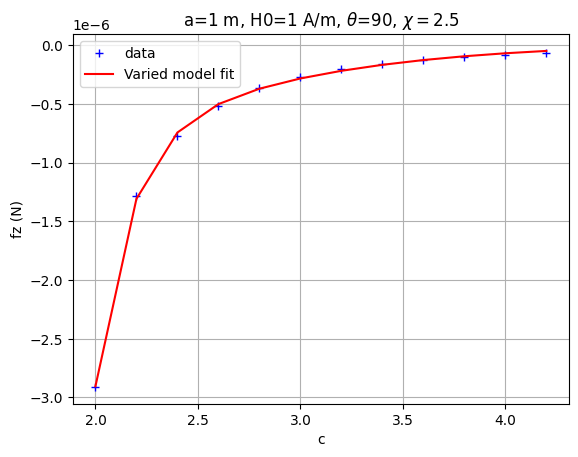 a=1 m, H0=1 A/m, θ=90, χ = 2.5
1e−6
data
Varied model fit
0.0
−0.5
−1.0
−1.5
−2.0
−2.5
−3.0
fz (N)
2.0 2.5 3.0 3.5 4.0
c